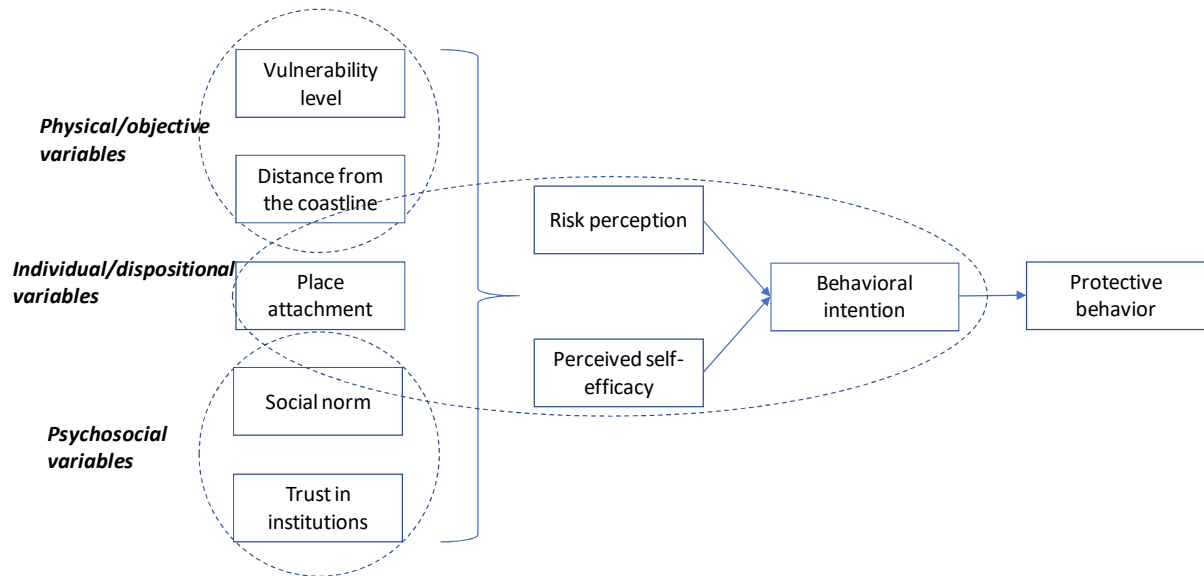 Vulnerability
level
Physical/objective
variables
Distance from
the coastline
Risk perception
Individual/dispositional
variables
Place
attachment
Behavioral
intention
Protective
behavior
Perceived self-
efficacy
Social norm
Psychosocial
variables
Trust in
institutions